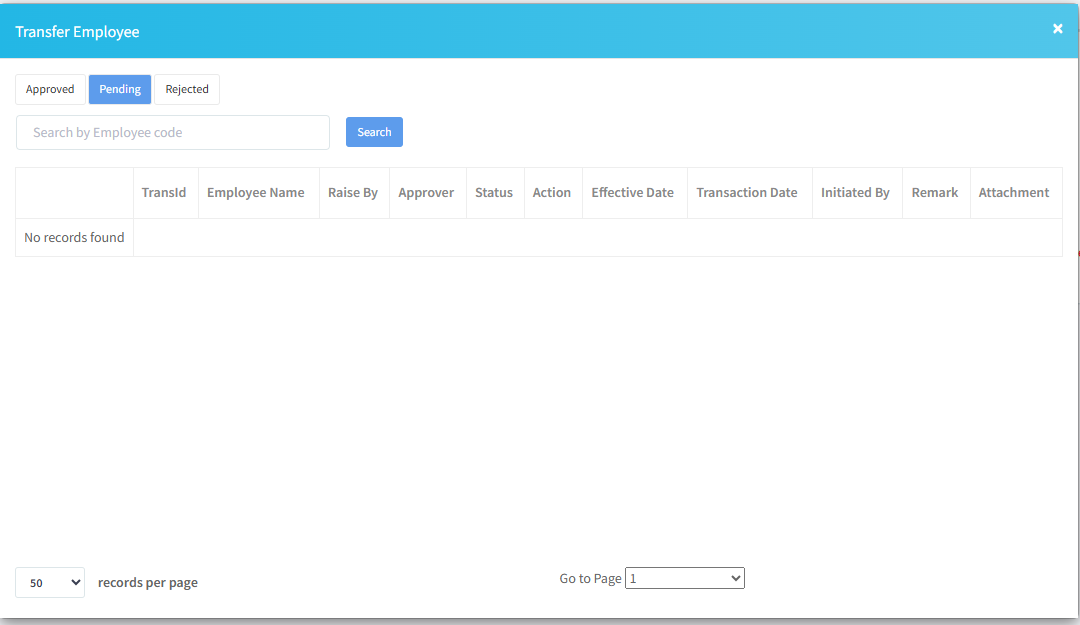 Transfer Employee ×
Approved Pending Rejected
Search by Employee code Search
TransId Employee Name Raise By Approver Status Action Effective Date Transaction Date Initiated By Remark Attachment
No records found
50 records per page Go to Page 1